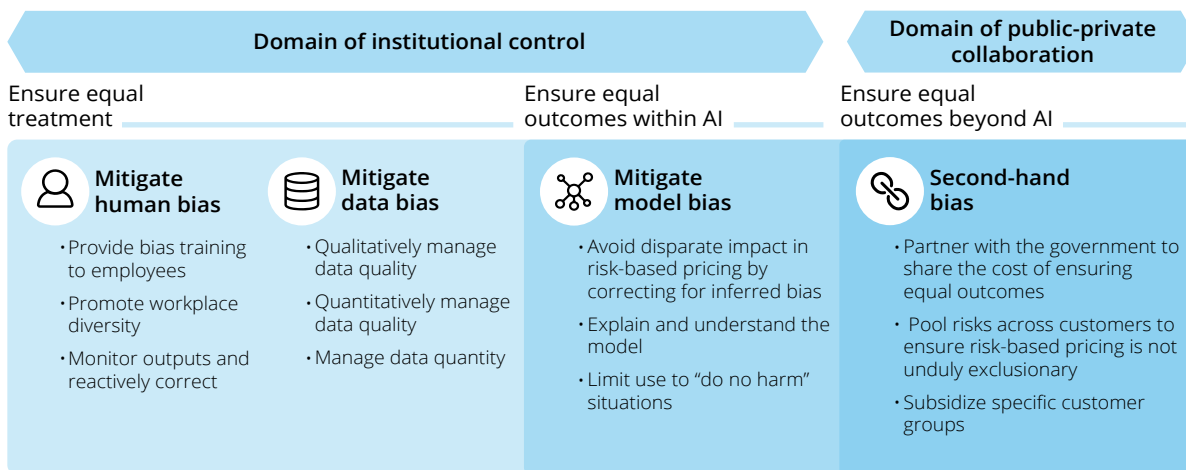 Domain of institutional control
Domain of public-private
collaboration
Ensure equal
treatment
Ensure equal
outcomes within AI
Ensure equal
outcomes beyond AI
Mitigate
human bias
• Provide bias training
to employees
• Promote workplace
diversity
• Monitor outputs and
reactively correct
Mitigate
data bias
• Qualitatively manage
data quality
• Quantitatively manage
data quality
• Manage data quantity
Mitigate
model bias
• Avoid disparate impact in
risk-based pricing by
correcting for inferred bias
• Explain and understand the
model
• Limit use to “do no harm”
situations
Second-hand
bias
• Partner with the government to
share the cost of ensuring
equal outcomes
• Pool risks across customers to
ensure risk-based pricing is not
unduly exclusionary
• Subsidize specific customer
groups